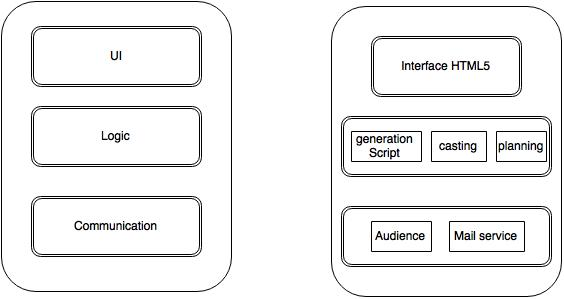 UI
Logic
Communication
Interface HTML5
generation
Script
casting
planning
Audience
Mail service